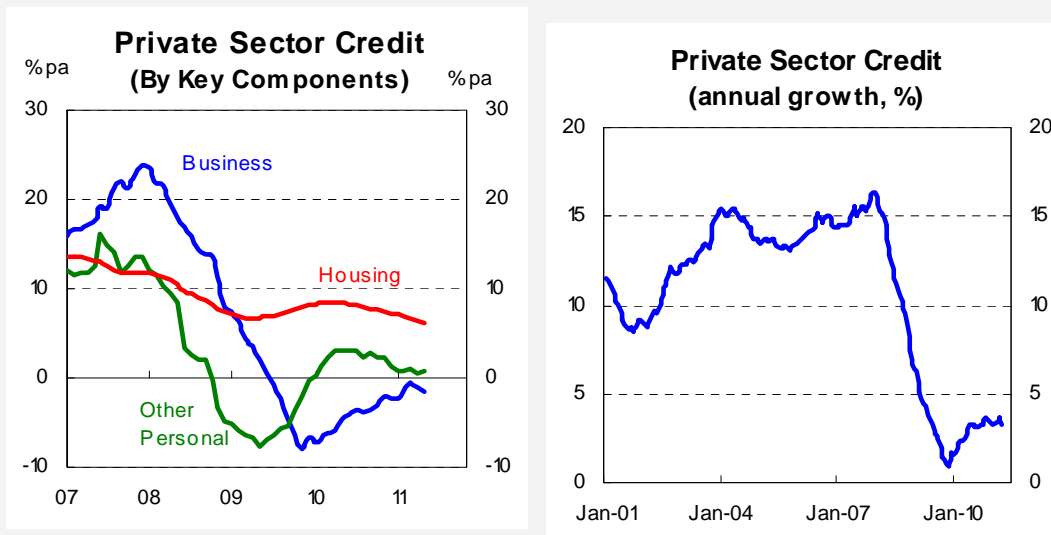 Private Sector Credit
(By Key Components)
%pa
%pa
30
30
20
20
10
10
0
0
-10
-10
Business
Housing
Other
Personal
07 08 09 10 11
Private Sector Credit
(annual growth, %)
20
20
15
15
10
10
5
5
0
0
Jan-01 Jan-04 Jan-07 Jan-10